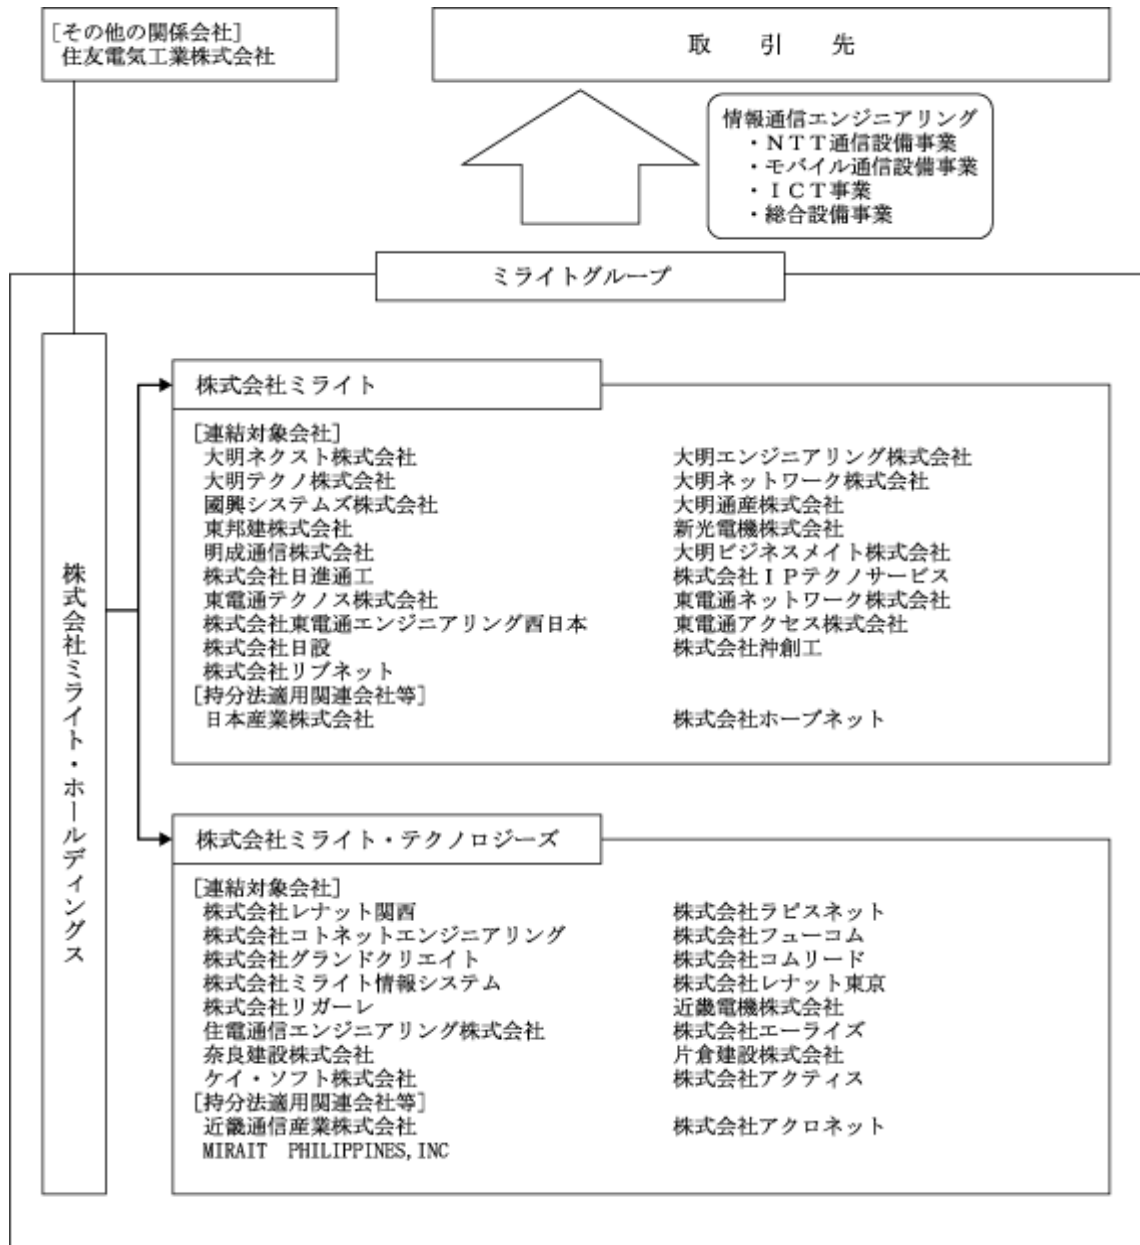 [その他の関係会社]
住友電気工業株式会社
取 引 先
情報通信エンジニアリング
・ＮＴＴ通信設備事業
・モバイル通信設備事業
・ＩＣＴ事業
・総合設備事業
ミライトグループ
株式会社ミライト・ホールディングス
株式会社ミライト
[連結対象会社]
大明ネクスト株式会社 大明エンジニアリング株式会社
大明テクノ株式会社 大明ネットワーク株式会社
國興システムズ株式会社 大明通産株式会社
東邦建株式会社 新光電機株式会社
明成通信株式会社 大明ビジネスメイト株式会社
株式会社日進通工 株式会社ＩＰテクノサービス
東電通テクノス株式会社 東電通ネットワーク株式会社
株式会社東電通エンジニアリング西日本 東電通アクセス株式会社
株式会社日設 株式会社沖創工
株式会社リブネット
[持分法適用関連会社等]
日本産業株式会社 株式会社ホープネット
株式会社ミライト・テクノロジーズ
[連結対象会社]
株式会社レナット関西 株式会社ラピスネット
株式会社コトネットエンジニアリング 株式会社フューコム
株式会社グランドクリエイト 株式会社コムリード
株式会社ミライト情報システム 株式会社レナット東京
株式会社リガーレ 近畿電機株式会社
住電通信エンジニアリング株式会社 株式会社エーライズ
奈良建設株式会社 片倉建設株式会社
ケイ・ソフト株式会社 株式会社アクティス
[持分法適用関連会社等]
近畿通信産業株式会社 株式会社アクロネット
MIRAIT PHILIPPINES,INC